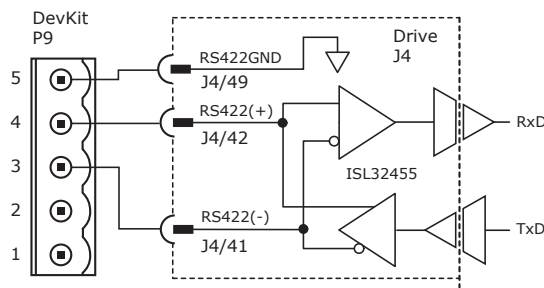 DevKit
P9
Drive
J4
5
RS422GND
J4/49
4
RS422(+)
J4/42
RxD
3
ISL32455
2
RS422(-)
TxD
J4/41
1